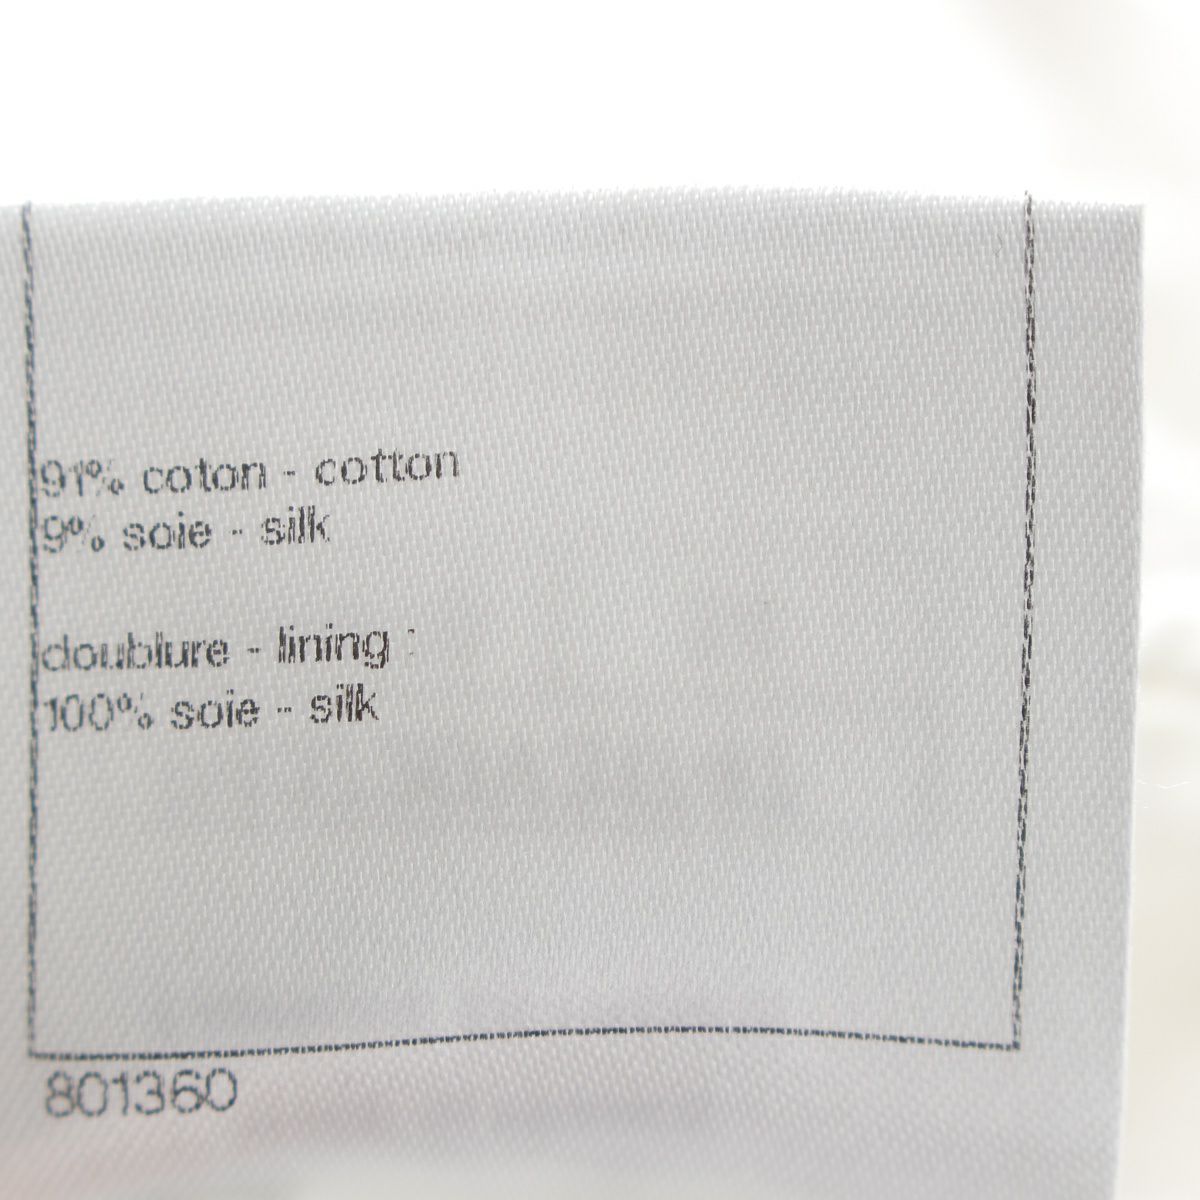 91% coton - cotton
9% soie - silk
doublure - lining :
100% soie - silk
801360